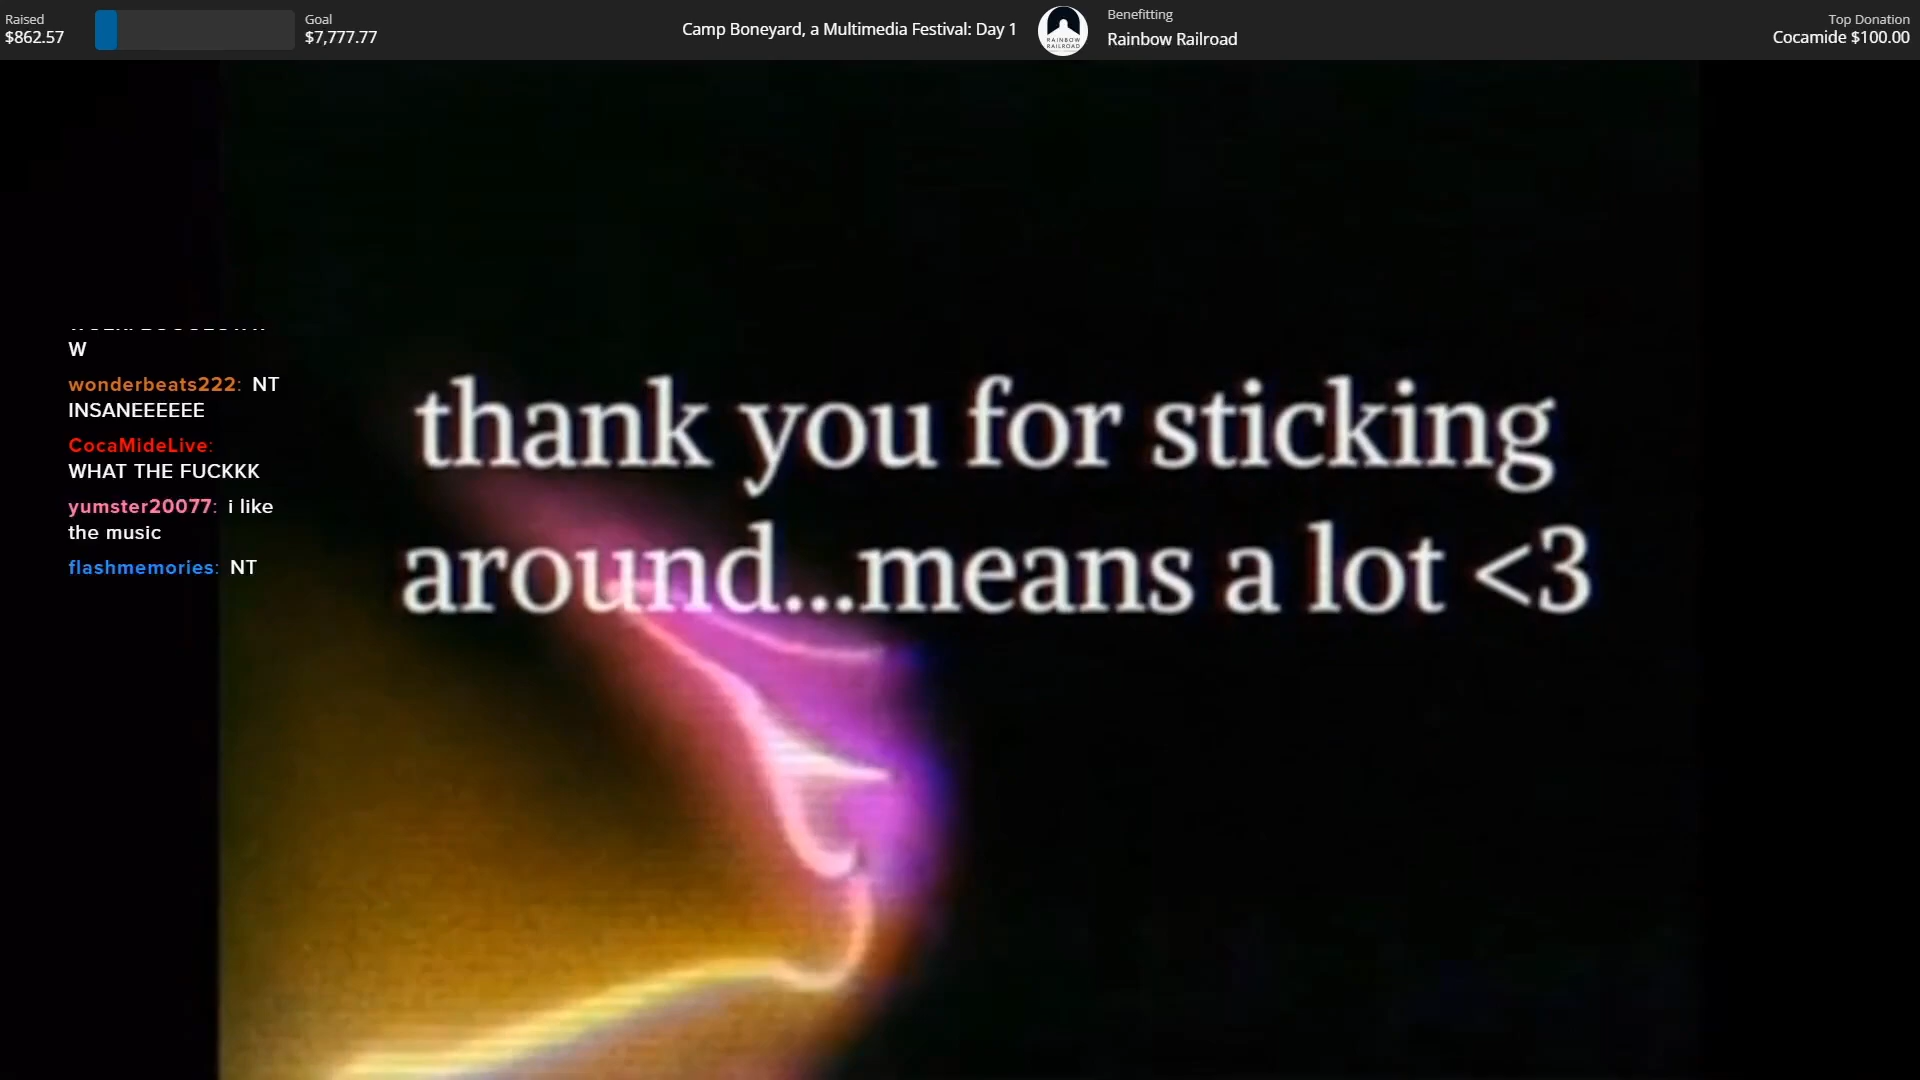 Raised
$862.57
Goal
$7,777.77
Camp Boneyard, a Multimedia Festival: Day 1
RAINBOW
RAILROAD
Benefitting
Rainbow Railroad
Top Donation
Cocamide $100.00
W
wonderbeats222: NT
INSANEEEEEE
CocaMideLive:
WHAT THE FUCKKK
yumster20077: i like
the music
flashmemories: NT
thank you for sticking
around...means a lot <3